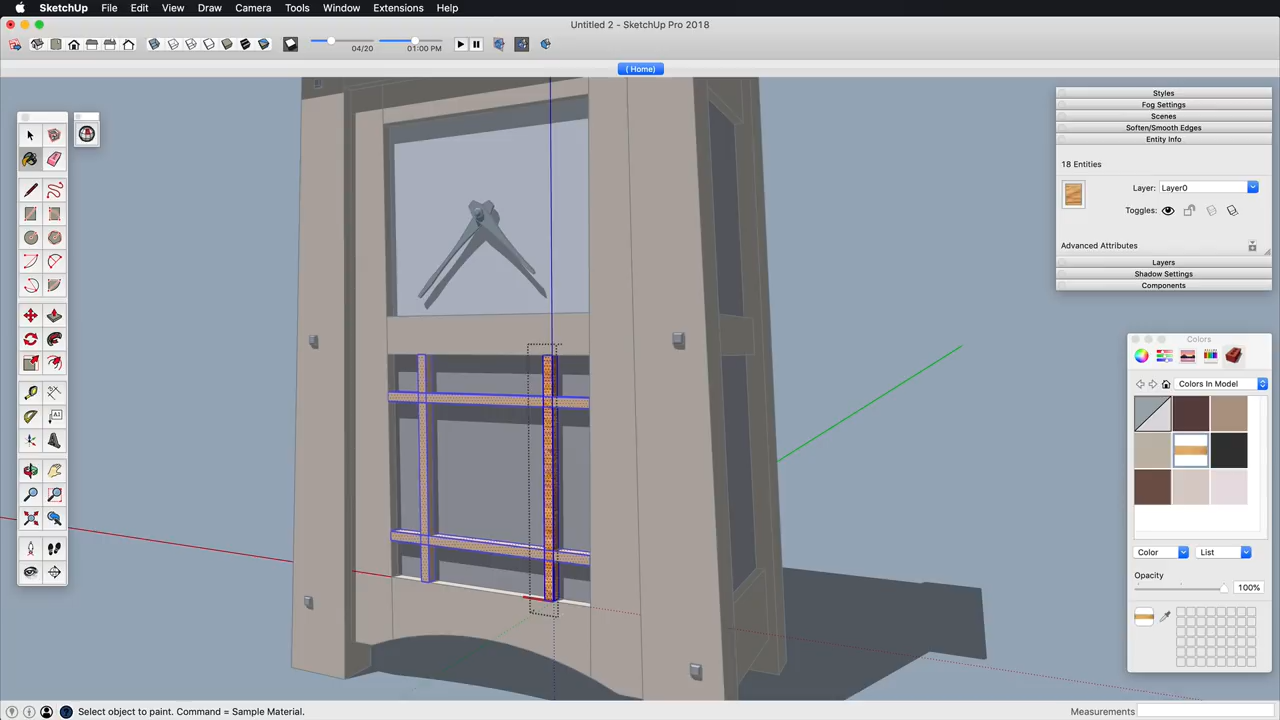 SketchUp File Edit View Draw Camera Tools Window Extensions Help
Untitled 2 - SketchUp Pro 2018
04/20 01:00 PM
( Home)
Styles
Fog Settings
Scenes
Soften/Smooth Edges
Entity Info
18 Entities
Layer: Layer0
Toggles:
Advanced Attributes
Layers
Shadow Settings
Components
Colors
Colors In Model
Color List
Opacity
100%
Select object to paint. Command = Sample Material.
Measurements